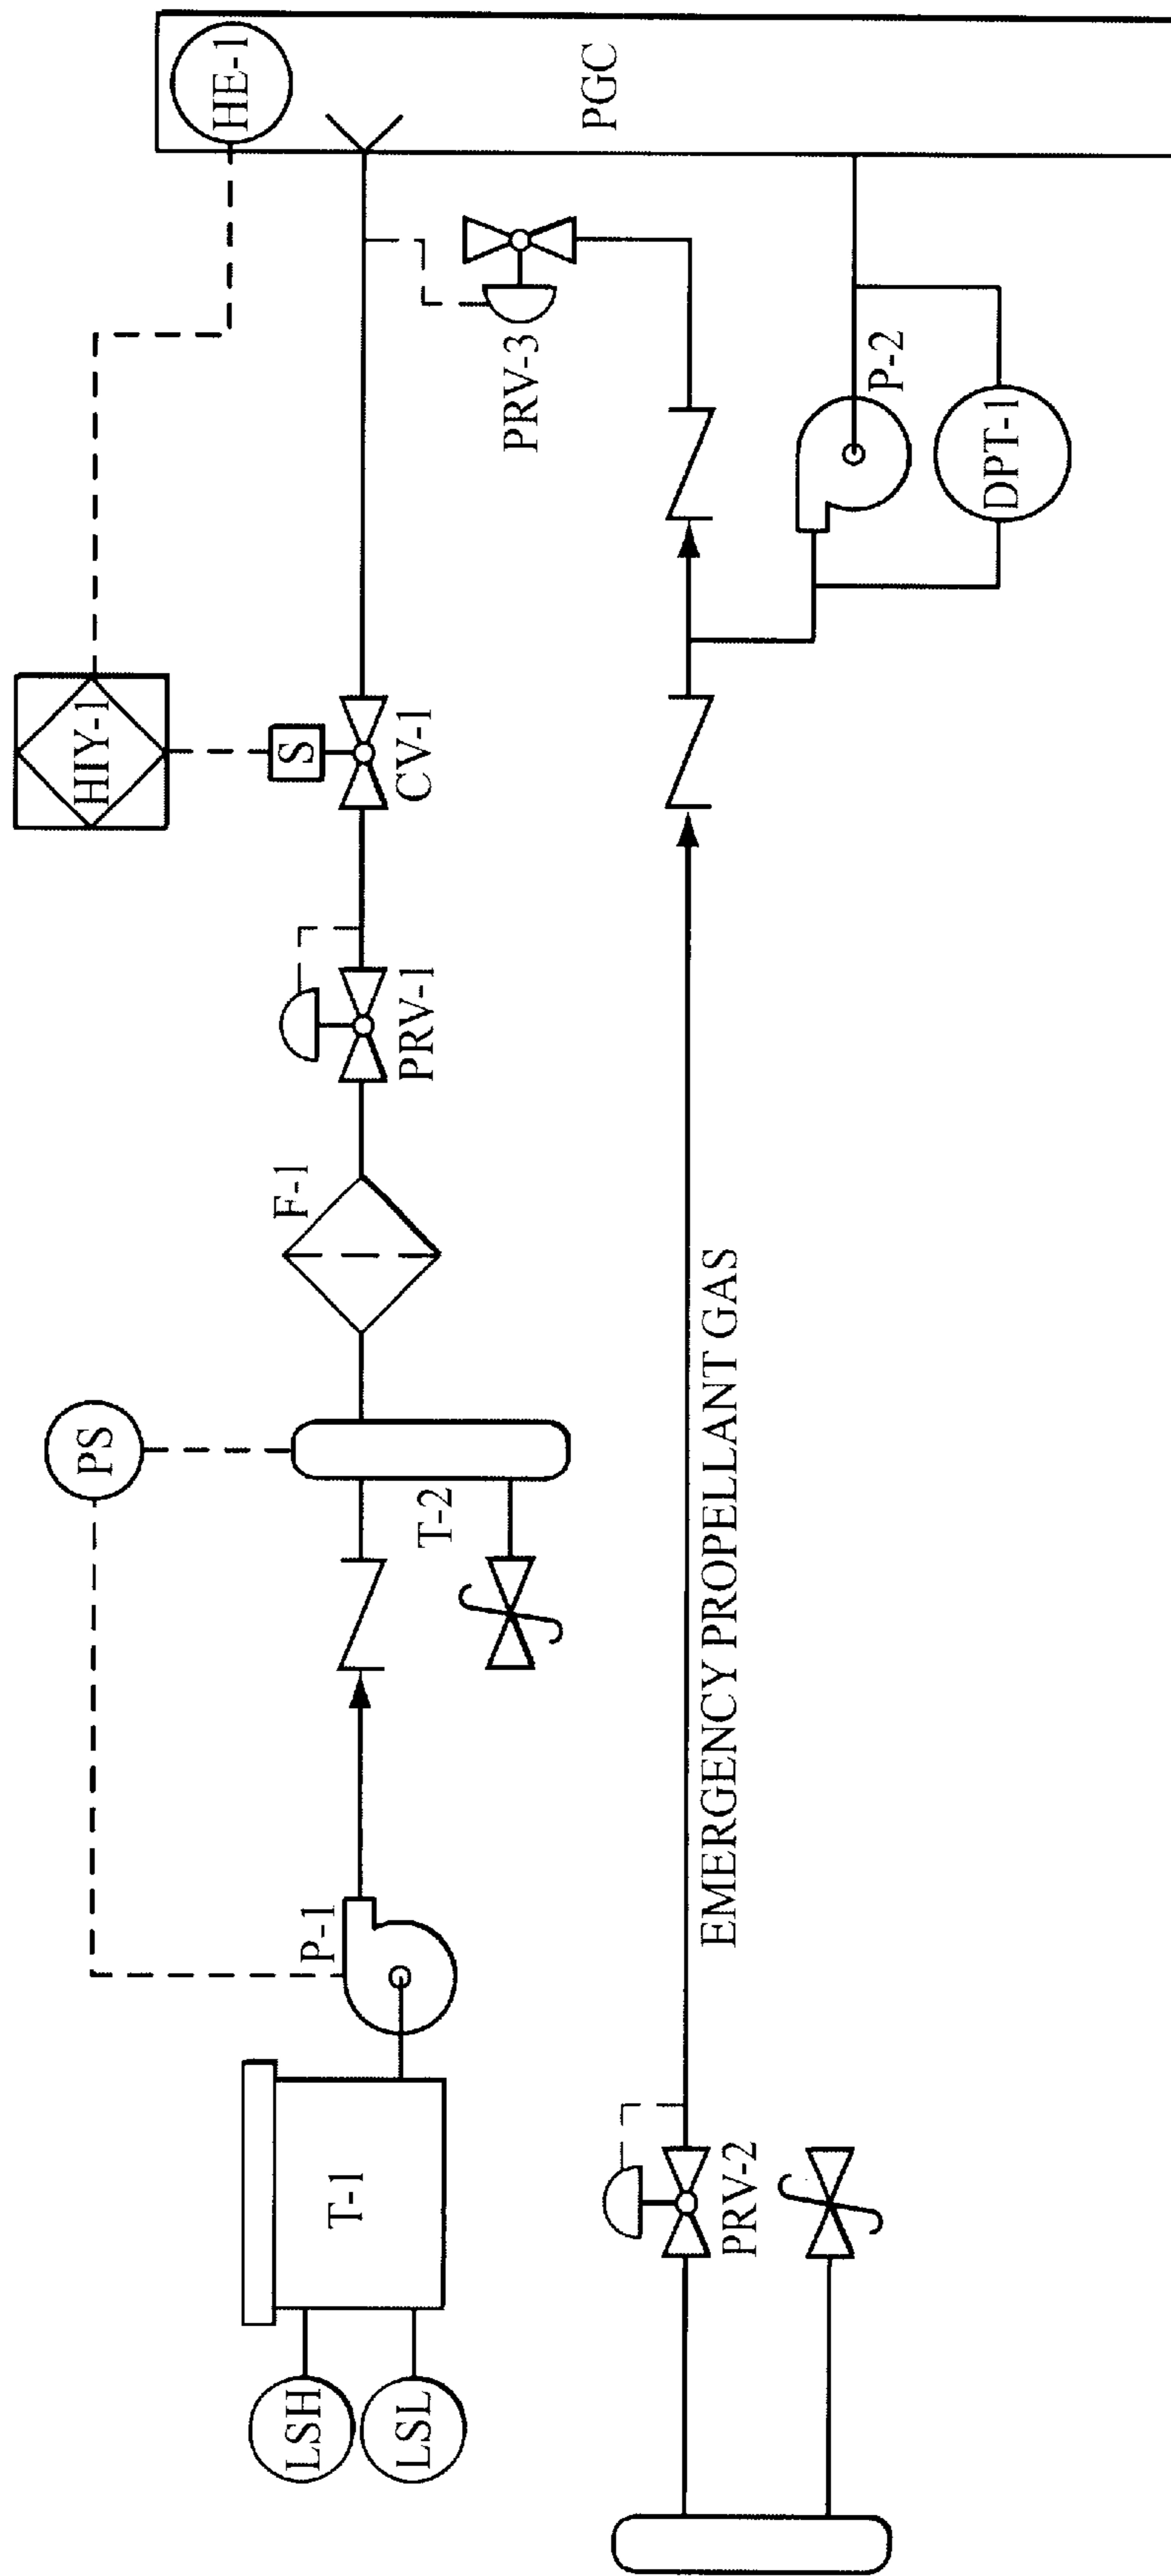 LSH
LSL
T-1
P-1
PS
T-2
F-1
PRV-1
HIY-1
S
CV-1
HE-1
PGC
PRV-3
P-2
DPT-1
PRV-2
EMERGENCY PROPELLANT GAS